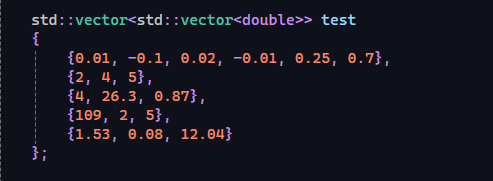 std::vector<std::vector<double>> test
{
{0.01, -0.1, 0.02, -0.01, 0.25, 0.7},
{2, 4, 5},
{4, 26.3, 0.87},
{109, 2, 5},
{1.53, 0.08, 12.04}
};